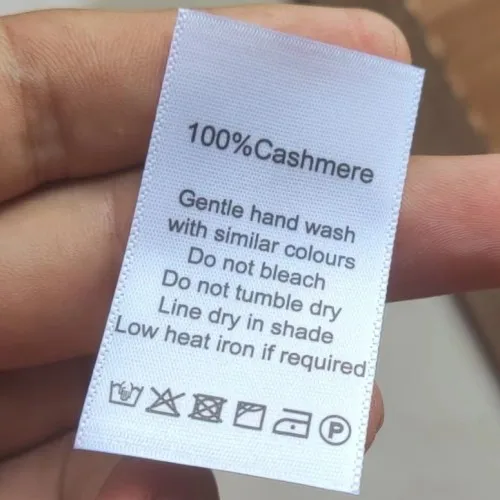 100%Cashmere
Gentle hand wash
with similar colours
Do not bleach
Do not tumble dry
Line dry in shade
Low heat iron if required
P